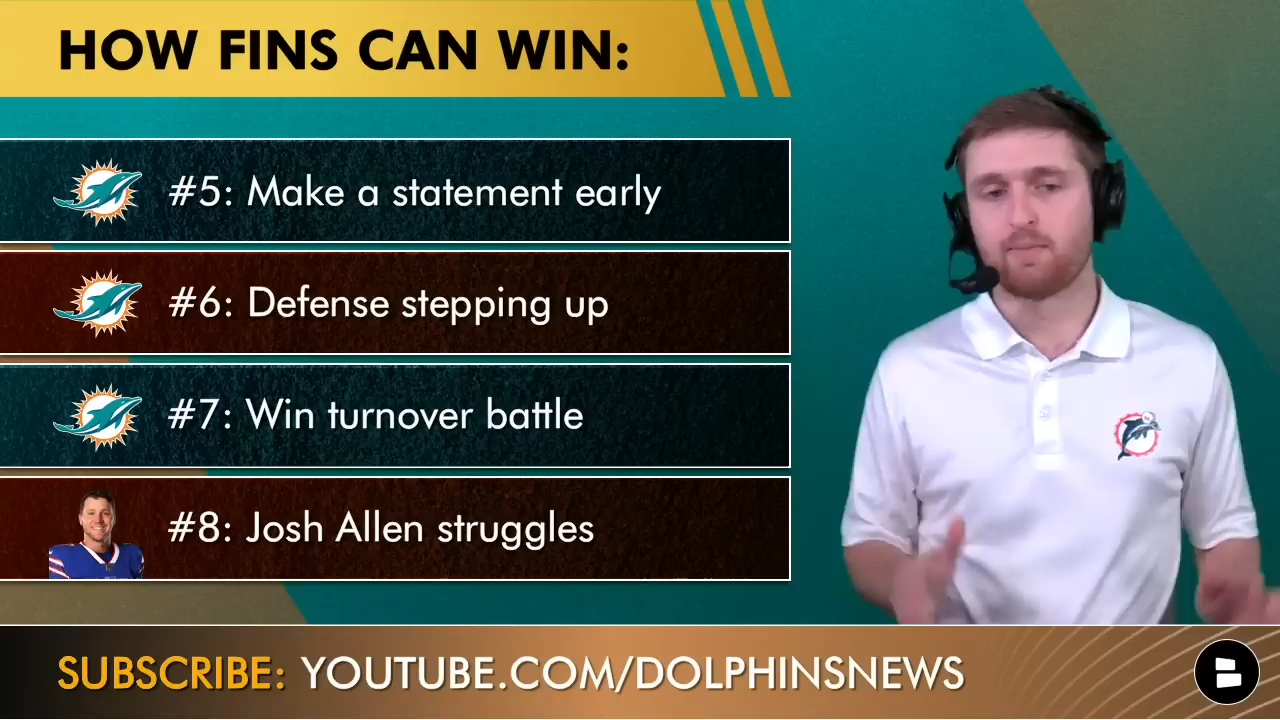 HOW FINS CAN WIN:
#5: Make a statement early
#6: Defense stepping up
#7: Win turnover battle
#8: Josh Allen struggles
SUBSCRIBE: YOUTUBE.COM/DOLPHINSNEWS